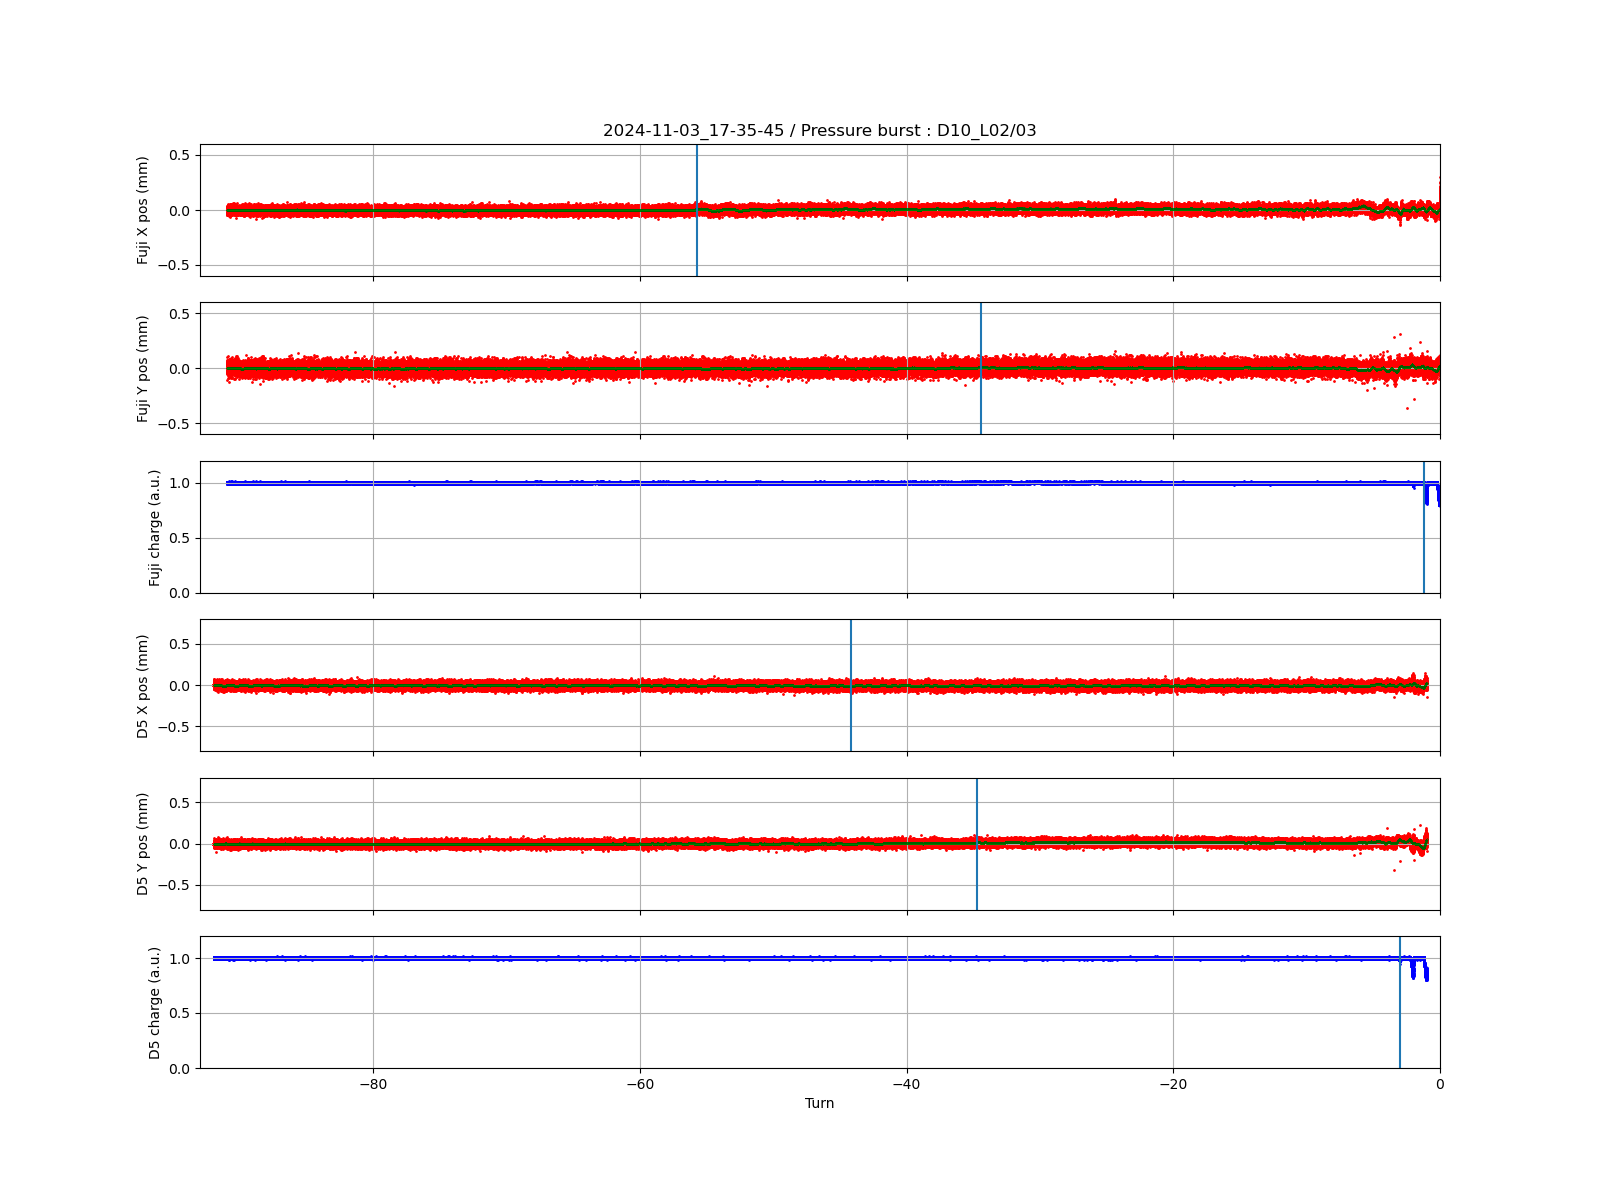 2024-11-03_17-35-45 / Pressure burst : D10_L02/03
0.5
0.0
−0.5
Fuji X pos (mm)
0.5
0.0
−0.5
Fuji Y pos (mm)
1.0
0.5
0.0
Fuji charge (a.u.)
0.5
0.0
−0.5
D5 X pos (mm)
0.5
0.0
−0.5
D5 Y pos (mm)
1.0
0.5
0.0
D5 charge (a.u.)
−80 −60 −40 −20 0
Turn